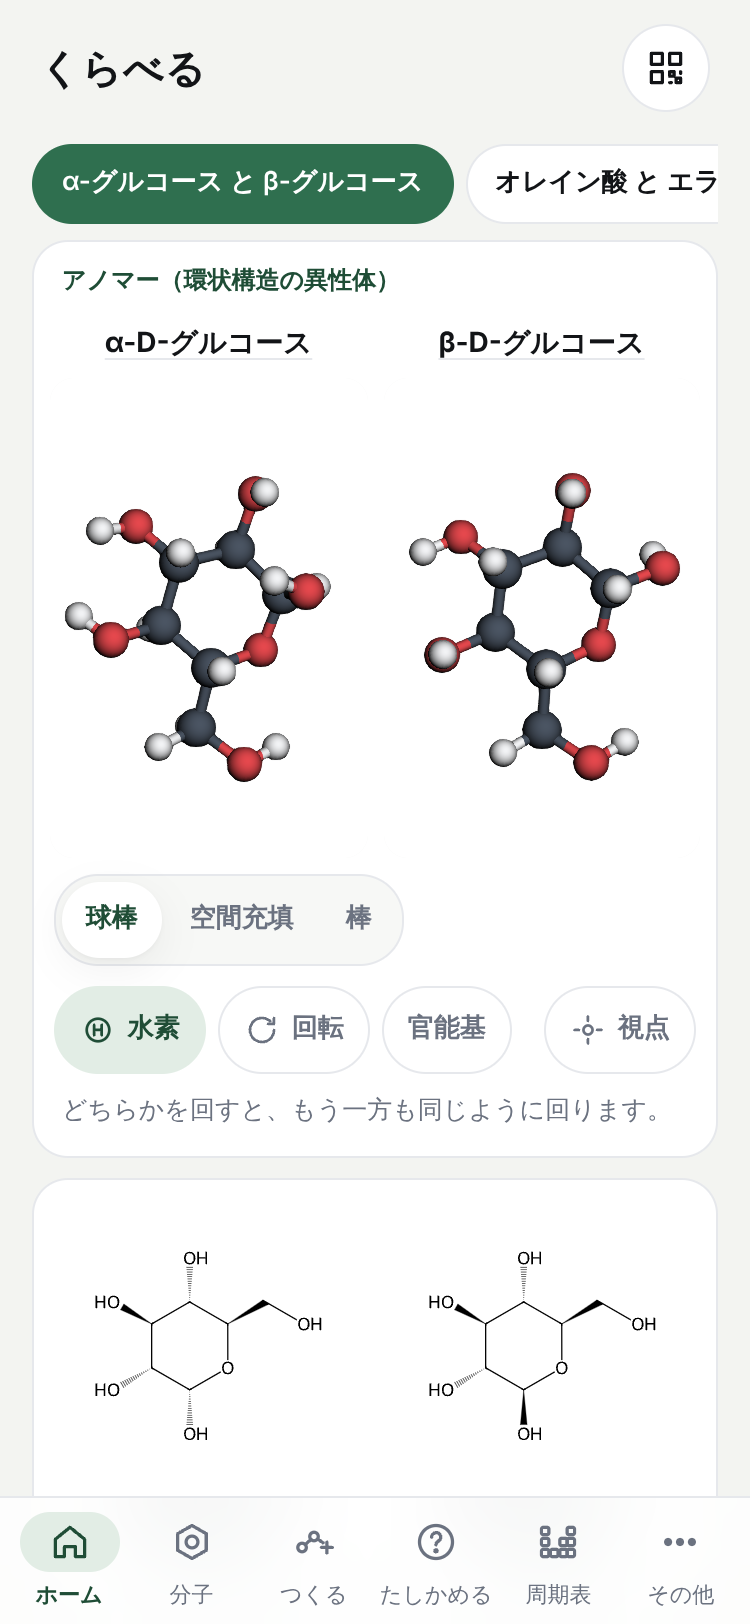 くらべる
α-グルコース と β-グルコース
オレイン酸 と エラ
アノマー（環状構造の異性体）
α-D-グルコース
β-D-グルコース
球棒
空間充填
棒
水素
回転
官能基
視点
どちらかを回すと、もう一方も同じように回ります。
OH
HO
OH
O
HO
OH
OH
HO
OH
O
HO
OH
ホーム
分子
つくる
たしかめる
周期表
その他